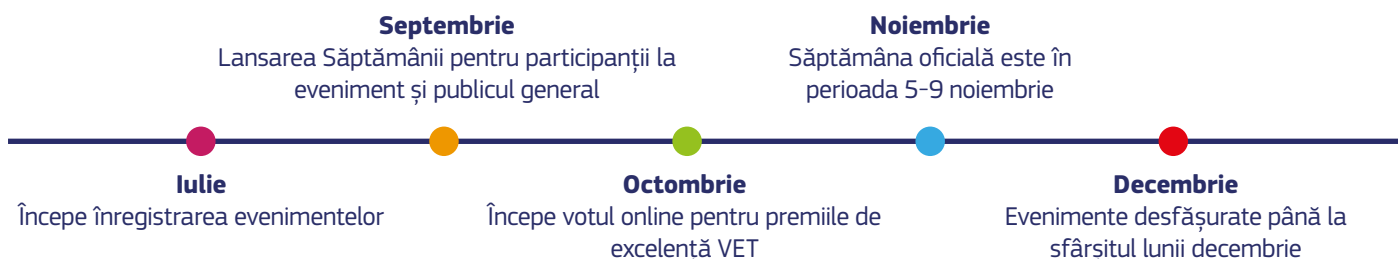 Septembrie
Lansarea Săptămânii pentru participanții la
eveniment și publicul general
Noiembrie
Săptămâna oficială este în
perioada 5-9 noiembrie
Iulie
Începe înregistrarea evenimentelor
Octombrie
Începe votul online pentru premiile de
excelentă VET
Decembrie
Evenimente desfășurate până la
sfârsitul lunii decembrie